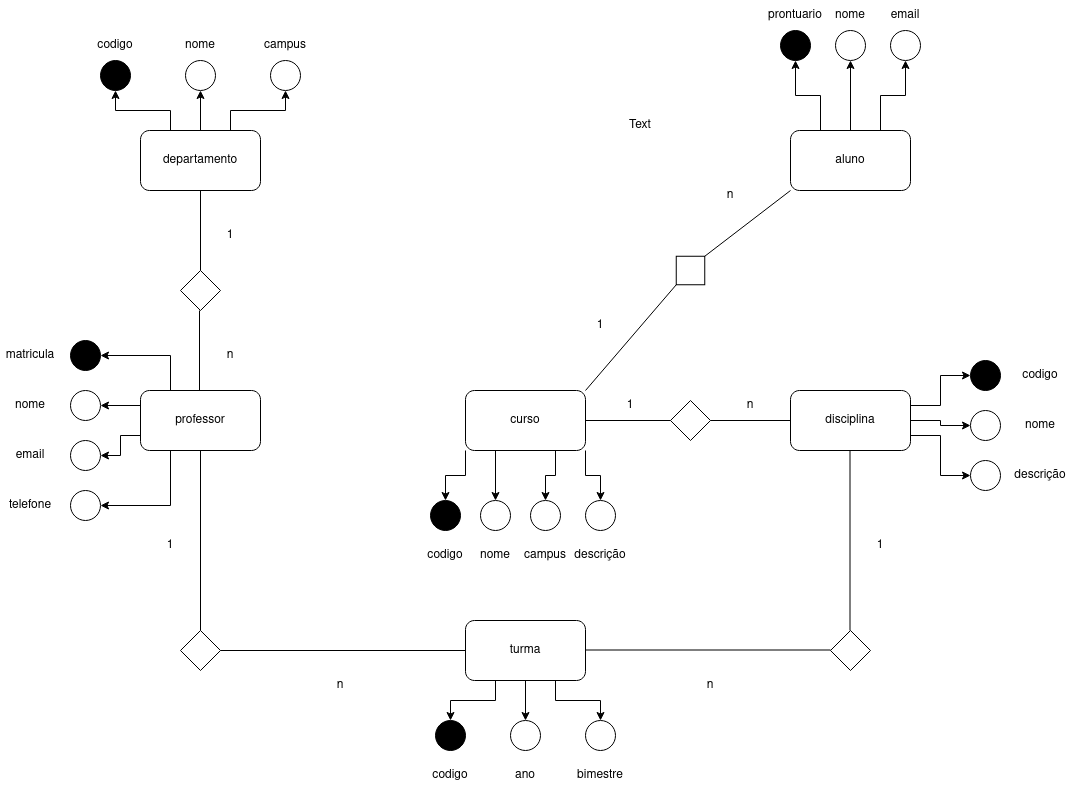 prontuario nome email
codigo nome campus
Text
departamento
aluno
n
1
1
matricula
n
codigo
nome
1
n
professor
curso
disciplina
nome
email
descrição
telefone
1
1
codigo nome campus descrição
turma
n
n
codigo ano bimestre